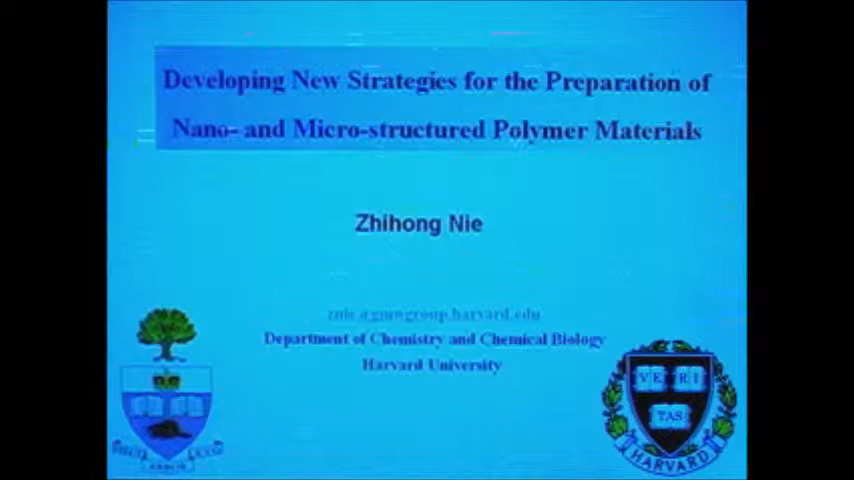 Developing New Strategies for the Preparation of
Nano- and Micro-structured Polymer Materials
Zhihong Nie
Department of Chemistry and Chemical Biology
Harvard University
VE RI
TAS
HARVARD